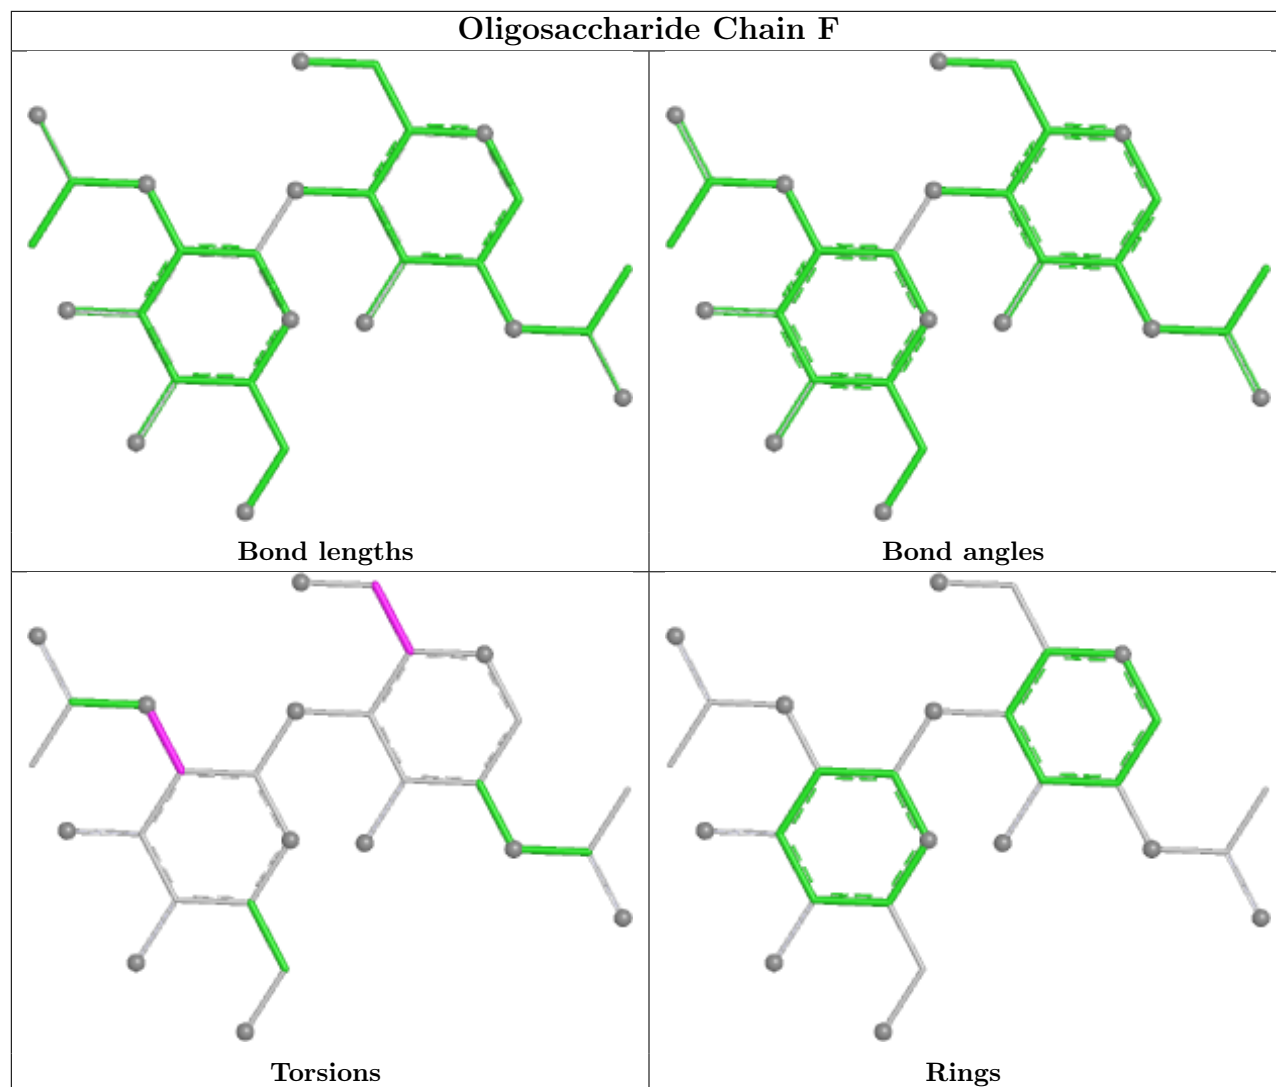 Oligosaccharide Chain F
Bond lengths
Bond angles
Torsions
Rings